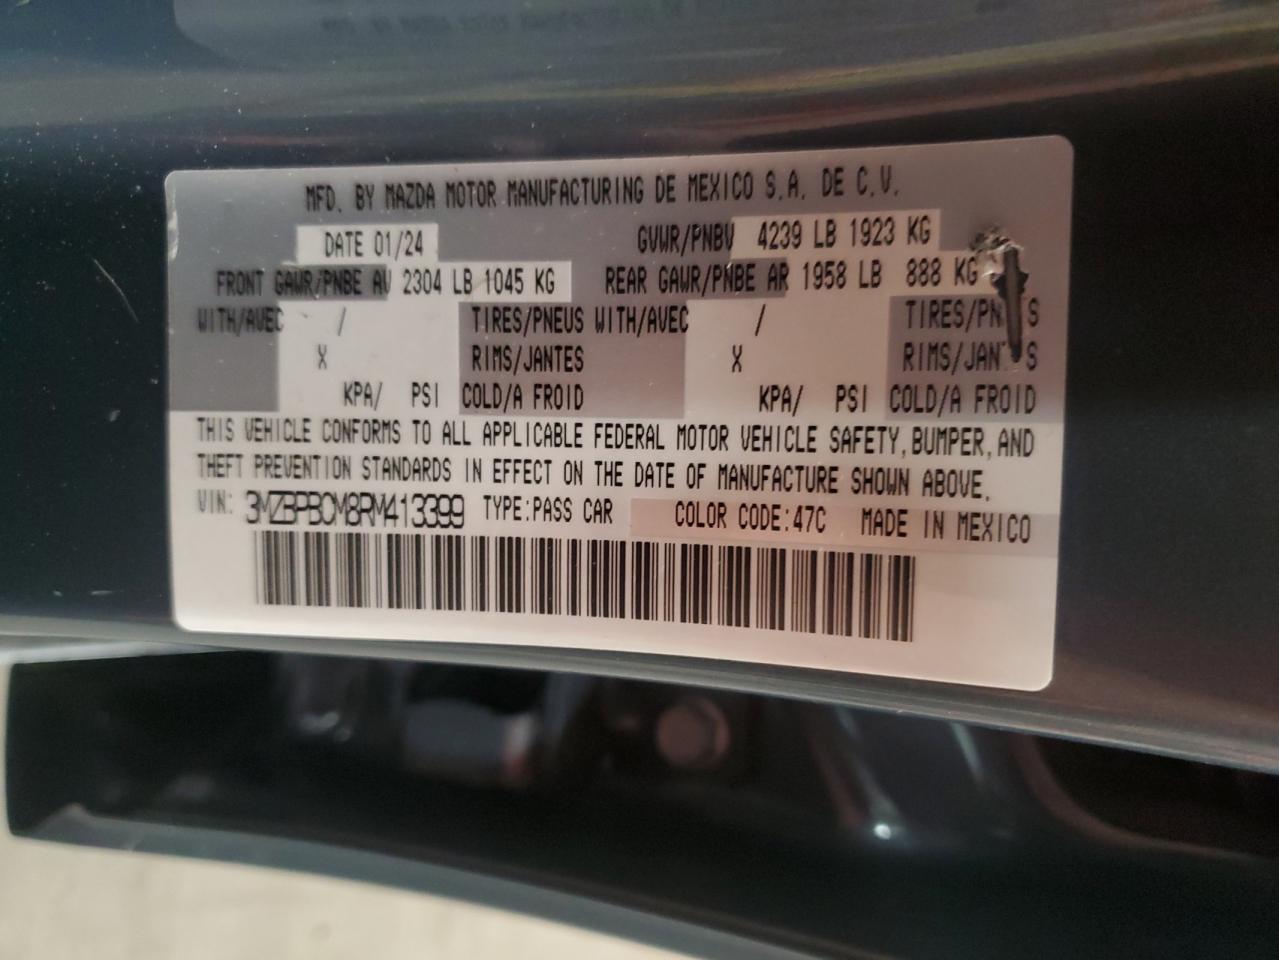 MFD. BY MAZDA MOTOR MANUFACTURING DE MEXICO S.A. DE C.V.
DATE 01/24 GVWR/PNBV 4239 LB 1923 KG
FRONT GAWR/PNBE AV 2304 LB 1045 KG REAR GAWR/PNBE AR 1958 LB 888 KG
WITH/AVEC / TIRES/PNEUS WITH/AVEC / TIRES/PN S
X RIMS/JANTES X RIMS/JANT S
KPA/ PSI COLD/A FROID KPA/ PSI COLD/A FROID
THIS VEHICLE CONFORMS TO ALL APPLICABLE FEDERAL MOTOR VEHICLE SAFETY, BUMPER, AND
THEFT PREVENTION STANDARDS IN EFFECT ON THE DATE OF MANUFACTURE SHOWN ABOVE.
VIN: 3MZBPBCM8RM413399 TYPE:PASS CAR COLOR CODE:47C MADE IN MEXICO